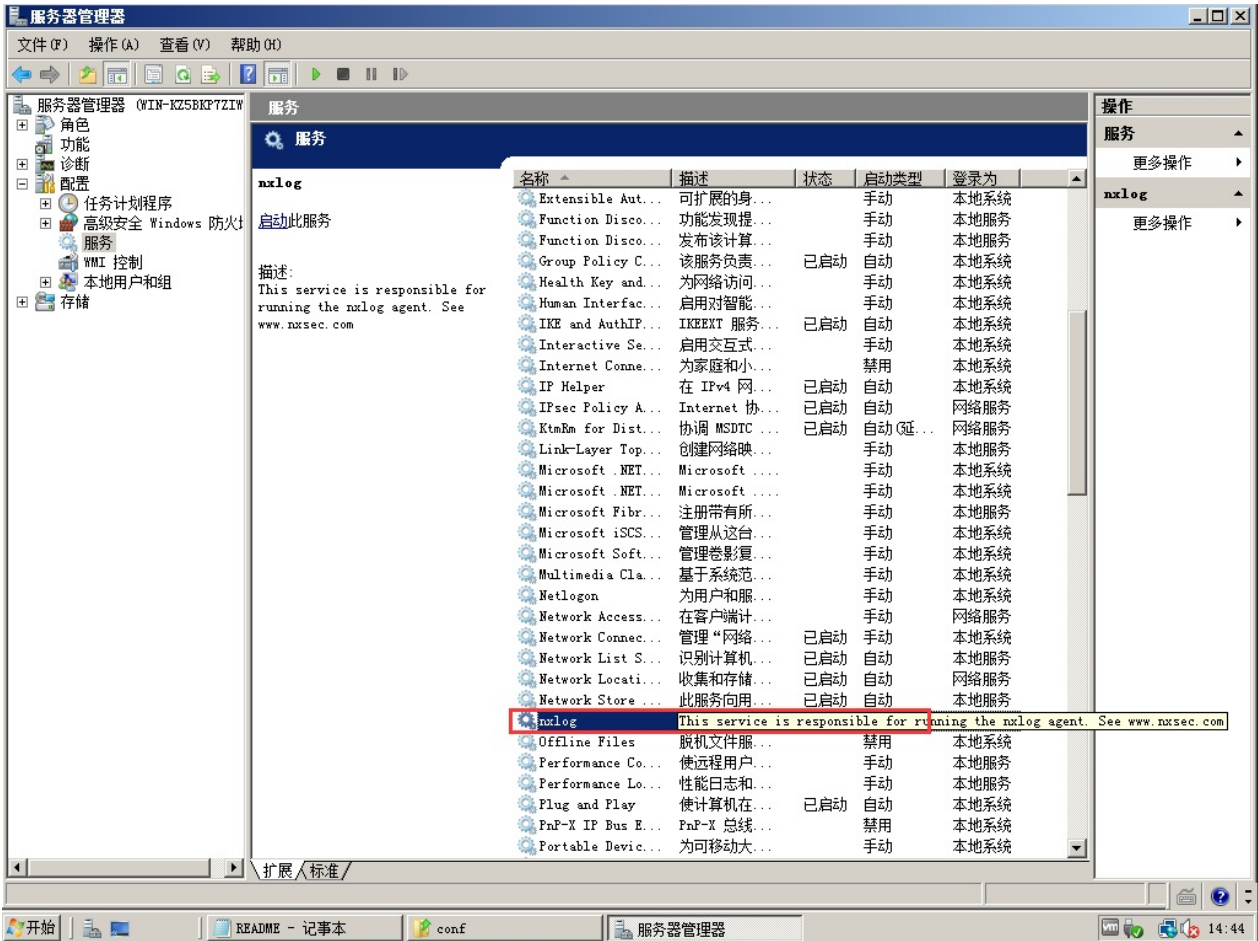 服务器管理器
文件(F) 操作(A) 查看(V) 帮助(H)
服务器管理器 (WIN-KZ5BKP7ZIW
角色
功能
诊断
配置
任务计划程序
高级安全 Windows 防火
服务
WMI 控制
本地用户和组
存储
服务
服务
nxlog
启动此服务
描述:
This service is responsible for
running the nxlog agent. See
www.nxsec.com
名称 描述 状态 启动类型 登录为
Extensible Aut... 可扩展的身... 手动 本地系统
Function Disco... 功能发现提... 手动 本地服务
Function Disco... 发布该计算... 手动 本地服务
Group Policy C... 该服务负责... 已启动 自动 本地系统
Health Key and... 为网络访问... 手动 本地系统
Human Interfac... 启用对智能... 手动 本地系统
IKE and AuthIP... IKEEXT 服务... 已启动 自动 本地系统
Interactive Se... 启用交互式... 手动 本地系统
Internet Conne... 为家庭和小... 禁用 本地系统
IP Helper 在 IPv4 网... 已启动 自动 本地系统
IPsec Policy A... Internet 协... 已启动 自动 网络服务
KtmRm for Dist... 协调 MSDTC ... 已启动 自动(延... 网络服务
Link-Layer Top... 创建网络映... 手动 本地服务
Microsoft .NET... Microsoft .... 手动 本地系统
Microsoft .NET... Microsoft .... 手动 本地系统
Microsoft Fibr... 注册带有所... 手动 本地服务
Microsoft iSCS... 管理从这台... 手动 本地系统
Microsoft Soft... 管理卷影复... 手动 本地系统
Multimedia Cla... 基于系统范... 手动 本地系统
Netlogon 为用户和服... 手动 本地系统
Network Access... 在客户端计... 手动 网络服务
Network Connec... 管理“网络... 已启动 手动 本地系统
Network List S... 识别计算机... 已启动 自动 本地服务
Network Locati... 收集和存储... 已启动 自动 网络服务
Network Store ... 此服务向用... 已启动 自动 本地服务
nxlog This service is responsible for running the nxlog agent. See www.nxsec.com
Offline Files 脱机文件服... 禁用 本地系统
Performance Co... 使远程用户... 手动 本地服务
Performance Lo... 性能日志和... 手动 本地服务
Plug and Play 使计算机在... 已启动 自动 本地系统
PnP-X IP Bus E... PnP-X 总线... 禁用 本地系统
Portable Devic... 为可移动大... 手动 本地系统
扩展 标准
操作
服务
更多操作
nxlog
更多操作
开始 README - 记事本 conf 服务器管理器 14:44